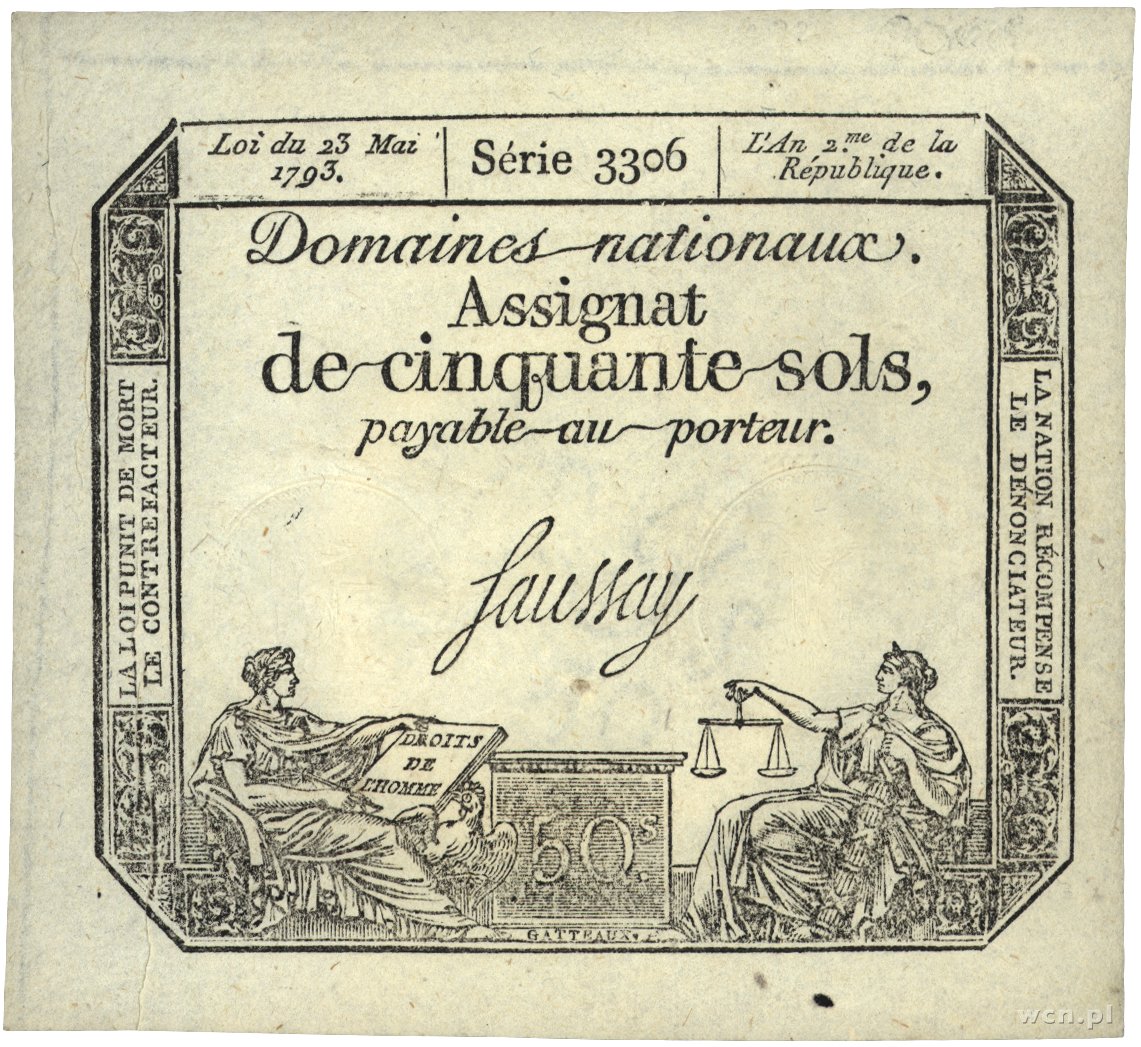 Loi du 23 Mai
1793.
Série 3306
L'An 2.me de la
République.
Domaines nationaux.
Assignat
de cinquante sols,
payable au porteur.
LA LOI PUNIT DE MORT
LE CONTREFACTEUR.
LA NATION RÉCOMPENSE
LE DÉNONCIATEUR.
Saussay
DROITS
DE
L'HOMME
50.s
GATTEAUX.
wcn.pl